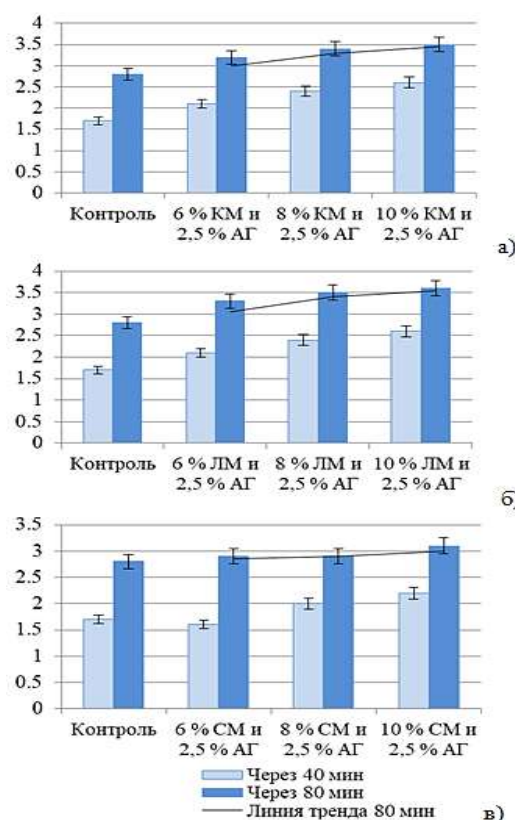 4
3.5
3
2.5
2
1.5
1
0.5
0
Контроль
6 % КМ и
2,5 % АГ
8 % КМ и
2,5 % АГ
10 % КМ и
2,5 % АГ
а)
4
3.5
3
2.5
2
1.5
1
0.5
0
Контроль
6 % ЛМ и
2,5 % АГ
8 % ЛМ и
2,5 % АГ
10 % ЛМ и
2,5 % АГ
б)
3.5
3
2.5
2
1.5
1
0.5
0
Контроль
6 % СМ и
2,5 % АГ
8 % СМ и
2,5 % АГ
10 % СМ и
2,5 % АГ
Через 40 мин
Через 80 мин
Линия тренда 80 мин
в)